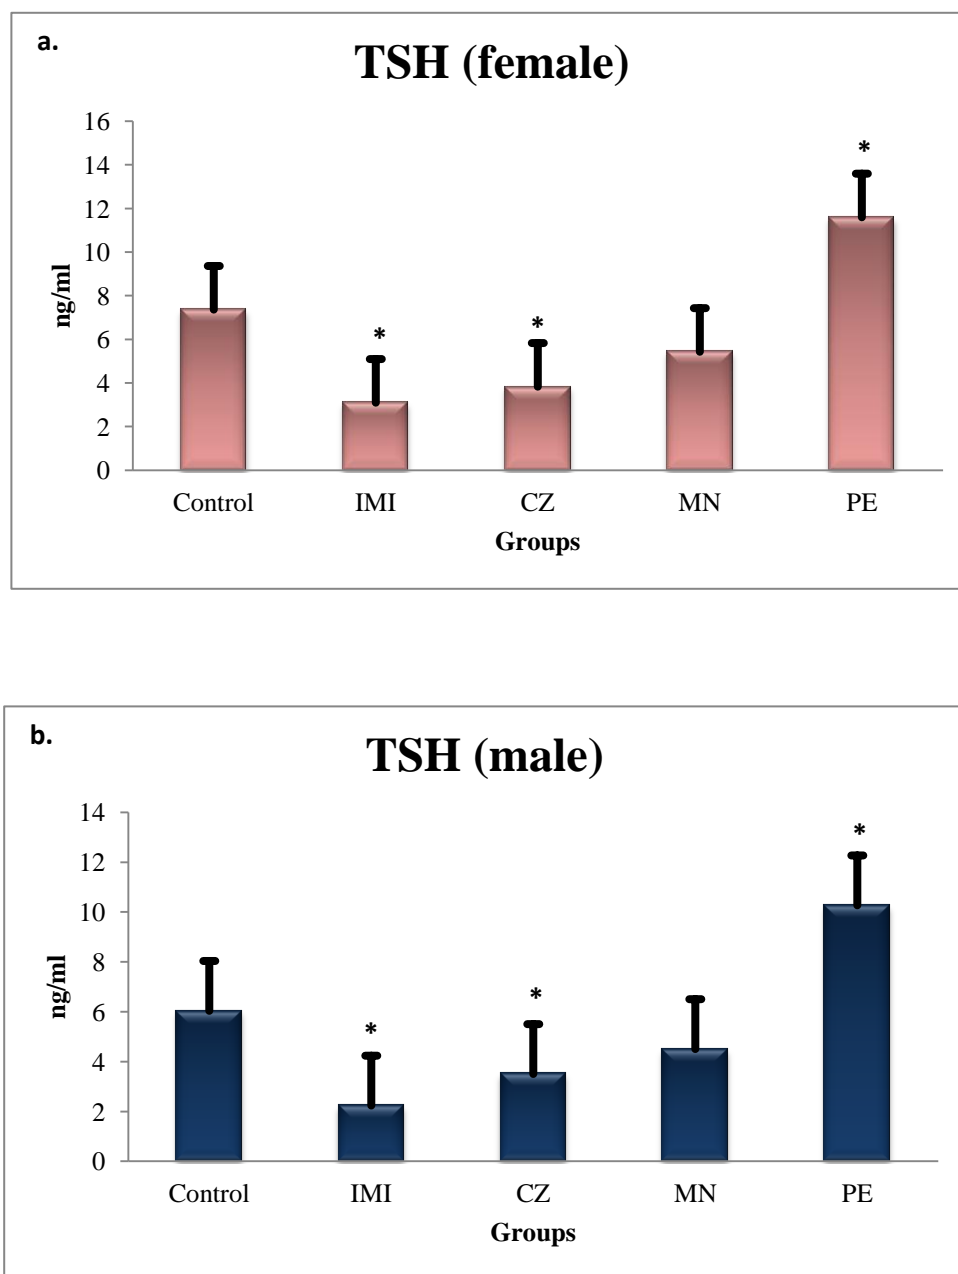 a.
TSH (female)
16
14
12
10
8
6
4
2
0
ng/ml
*
*
*
*
Control IMI CZ MN PE
Groups
b.
TSH (male)
14
12
10
8
6
4
2
0
ng/ml
*
*
*
Control IMI CZ MN PE
Groups